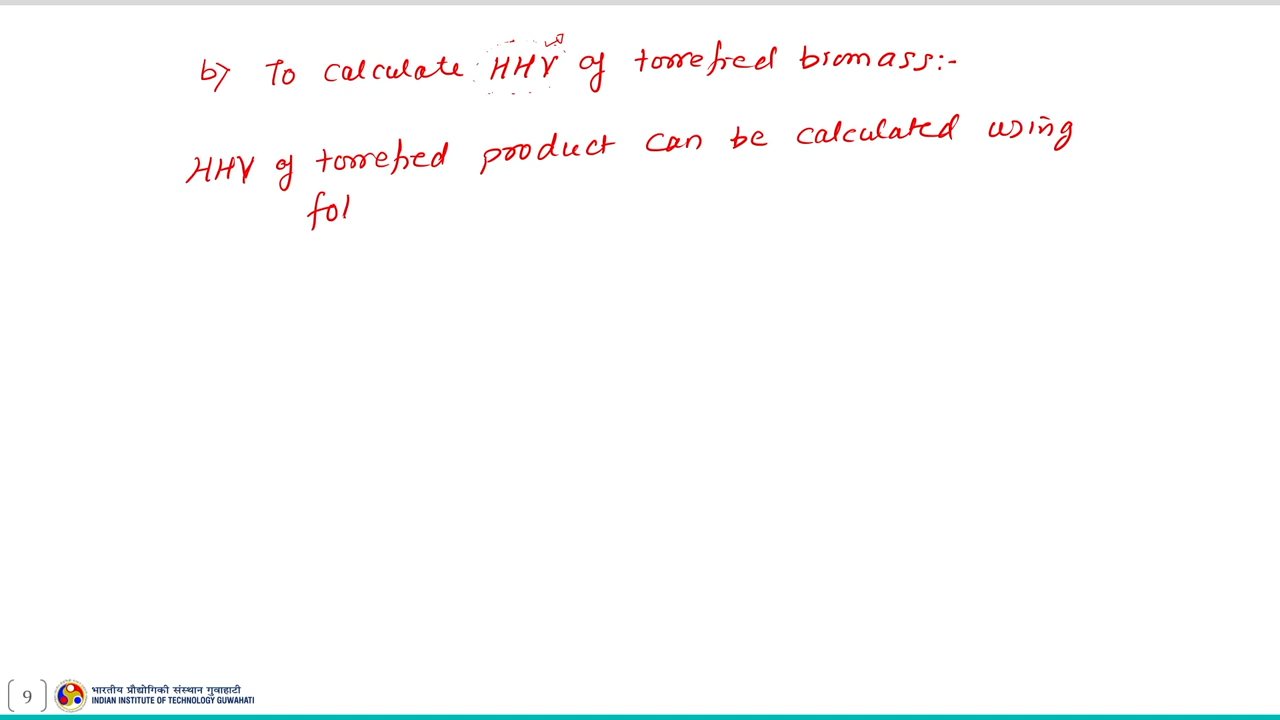 b) To calculate HHV of torrefied biomass:-
HHV of torrefied product can be calculated using
fol
[9]
भारतीय प्रौद्योगिकी संस्थान गुवाहाटी
INDIAN INSTITUTE OF TECHNOLOGY GUWAHATI